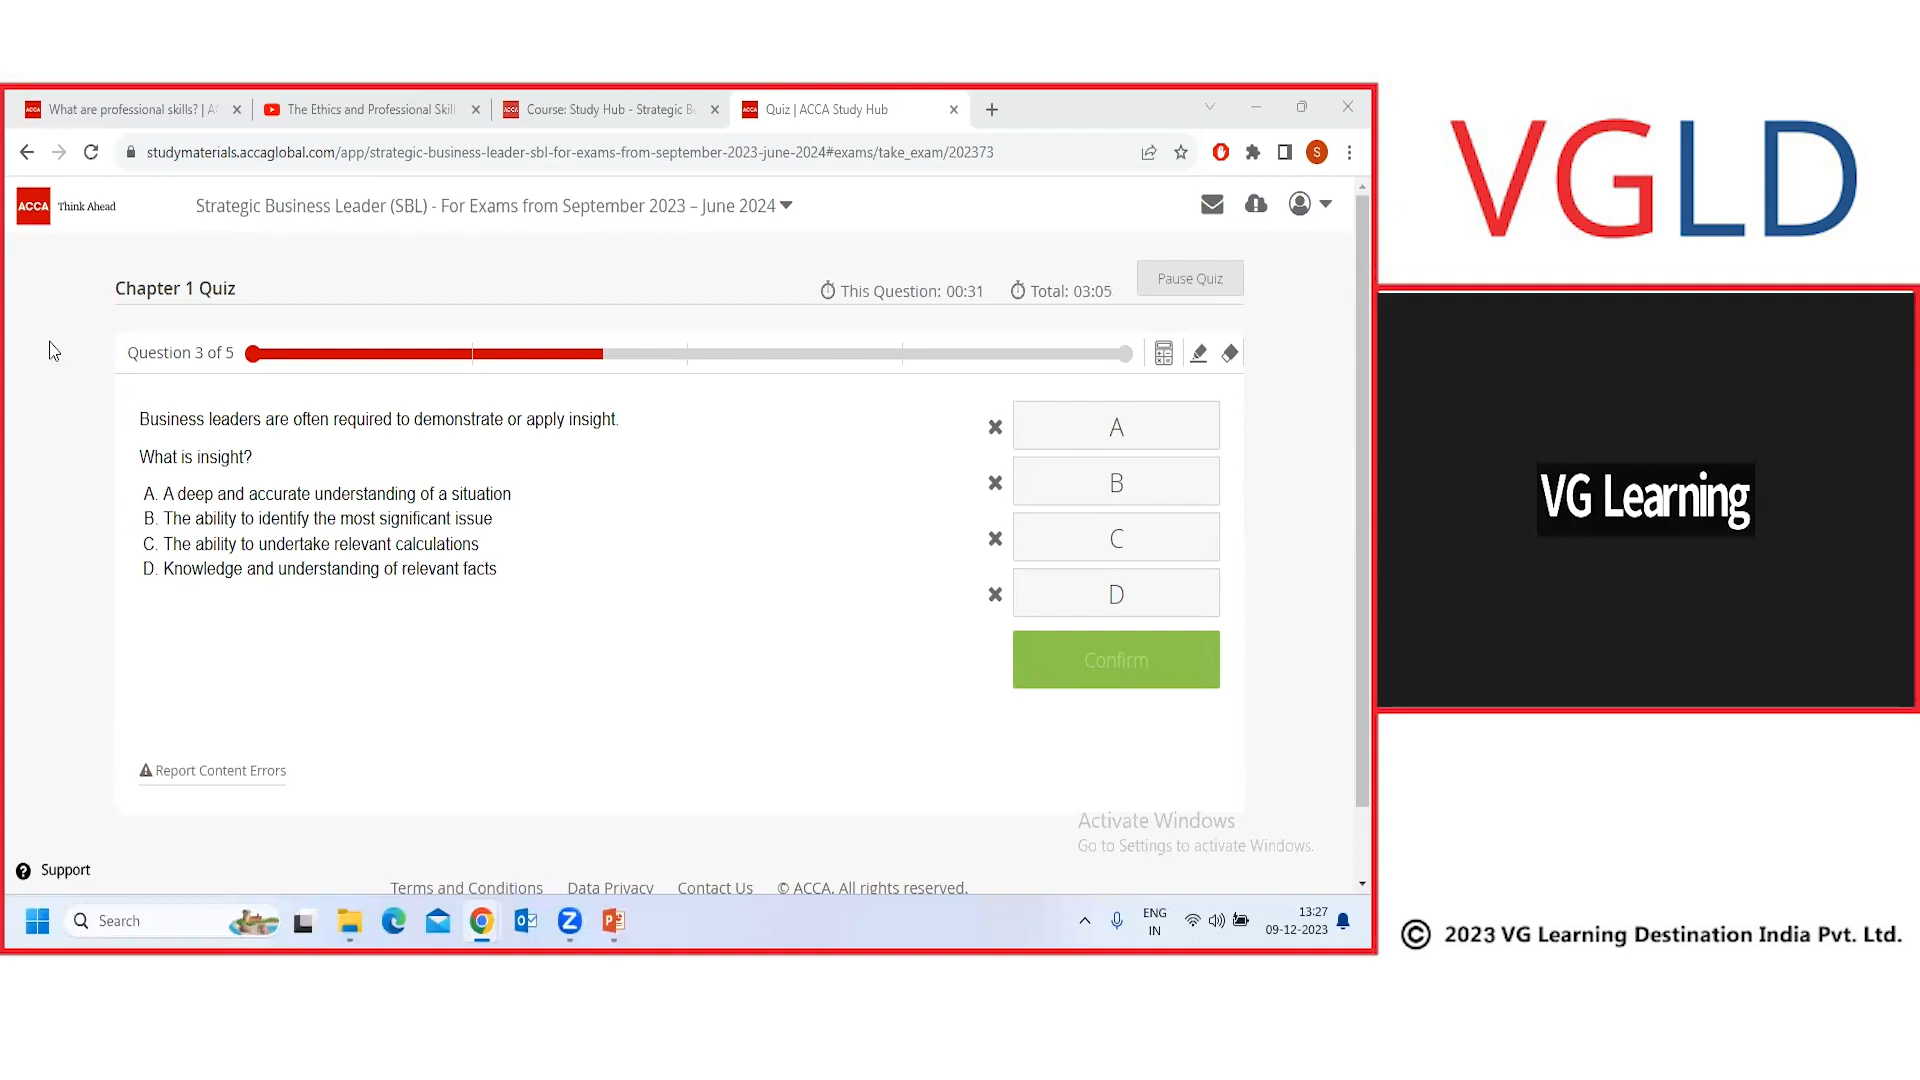 What are professional skills? | A
The Ethics and Professional Skil
Course: Study Hub - Strategic B
Quiz | ACCA Study Hub
studymaterials.accaglobal.com/app/strategic-business-leader-sbl-for-exams-from-september-2023-june-2024#exams/take_exam/202373
S
ACCA Think Ahead
Strategic Business Leader (SBL) - For Exams from September 2023 – June 2024
Chapter 1 Quiz
This Question: 00:31
Total: 03:05
Pause Quiz
Question 3 of 5
Business leaders are often required to demonstrate or apply insight.
What is insight?
A. A deep and accurate understanding of a situation
B. The ability to identify the most significant issue
C. The ability to undertake relevant calculations
D. Knowledge and understanding of relevant facts
A
B
C
D
Confirm
Report Content Errors
Activate Windows
Go to Settings to activate Windows.
Support
Terms and Conditions
Data Privacy
Contact Us
© ACCA. All rights reserved.
Search
ENG
IN
13:27
09-12-2023
VGLD
VG Learning
© 2023 VG Learning Destination India Pvt. Ltd.